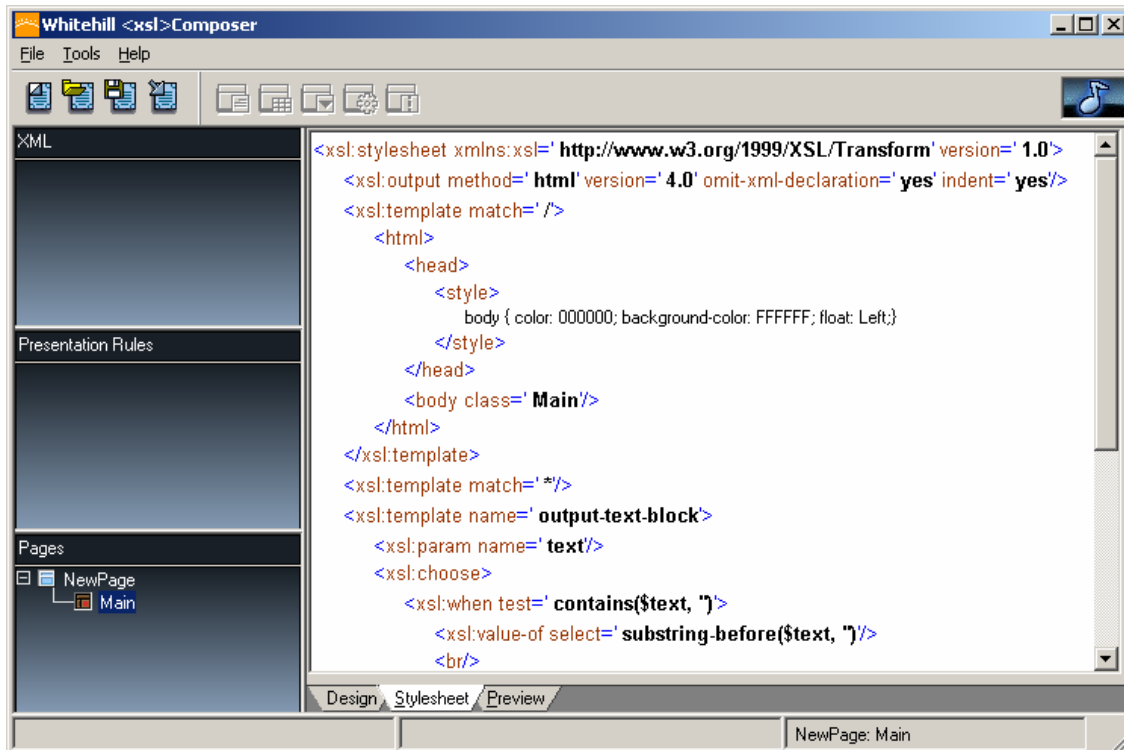 Whitehill <xsl>Composer
File Tools Help
XML
Presentation Rules
Pages
NewPage
Main
<xsl:stylesheet xmlns:xsl=' http://www.w3.org/1999/XSL/Transform' version=' 1.0'>
<xsl:output method=' html' version=' 4.0' omit-xml-declaration=' yes' indent=' yes'/>
<xsl:template match=' /'>
<html>
<head>
<style>
body { color: 000000; background-color: FFFFFF; float: Left;}
</style>
</head>
<body class=' Main'/>
</html>
</xsl:template>
<xsl:template match=' *'/>
<xsl:template name=' output-text-block'>
<xsl:param name=' text'/>
<xsl:choose>
<xsl:when test=' contains($text, '')'>
<xsl:value-of select=' substring-before($text, '')'/>
<br/>
Design Stylesheet Preview
NewPage: Main